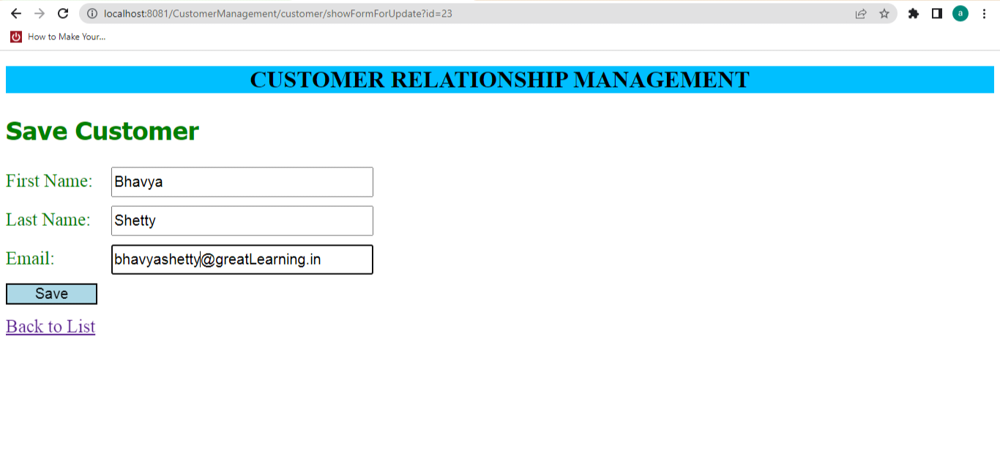 localhost:8081/CustomerManagement/customer/showFormForUpdate?id=23
a
How to Make Your...
CUSTOMER RELATIONSHIP MANAGEMENT
Save Customer
First Name: Bhavya
Last Name: Shetty
Email: bhavyashetty@greatLearning.in
Save
Back to List